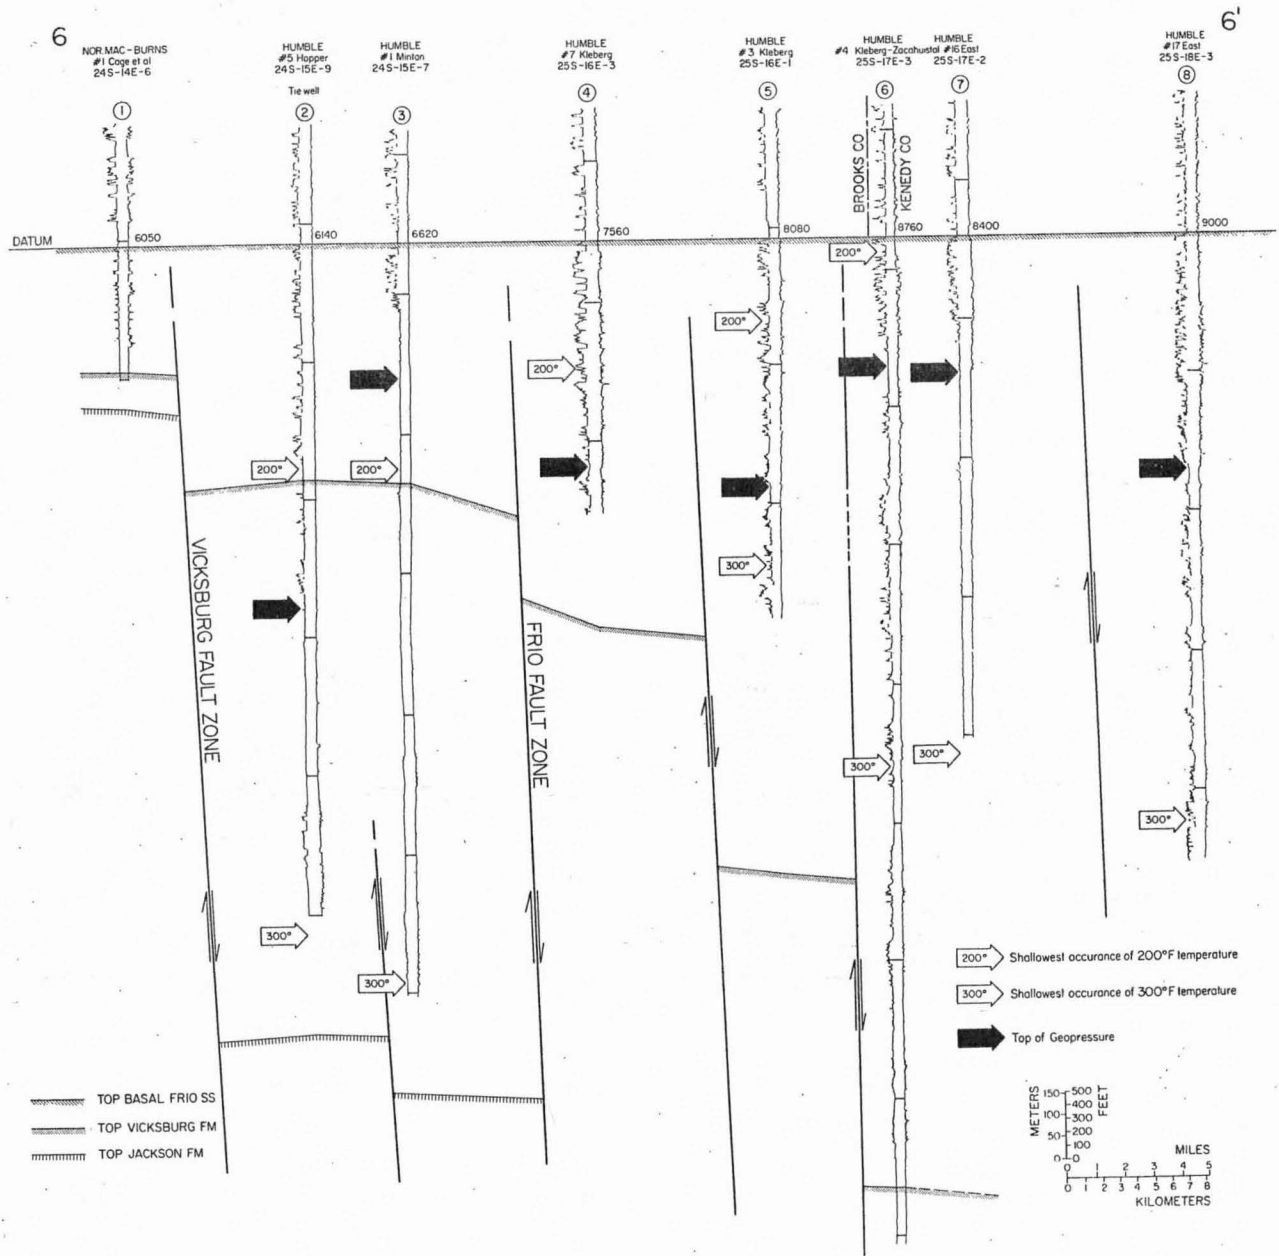 6
6'
NOR.MAC-BURNS
#1 Cage et al
24S-14E-6
1
HUMBLE
#5 Hopper
24S-15E-9
Tie well
2
HUMBLE
#1 Minton
24S-15E-7
3
HUMBLE
#7 Kleberg
25S-16E-3
4
HUMBLE
#3 Kleberg
25S-16E-1
5
HUMBLE
#4 Kleberg-Zacahuistal
25S-17E-3
6
HUMBLE
#16 East
25S-17E-2
7
HUMBLE
#17 East
25S-18E-3
8
BROOKS CO
KENEDY CO
DATUM
6050
6140
6620
7560
8080
8760
8400
9000
200°
200°
200°
200°
200°
300°
300°
300°
300°
300°
300°
VICKSBURG FAULT ZONE
FRIO FAULT ZONE
200° Shallowest occurance of 200°F temperature
300° Shallowest occurance of 300°F temperature
Top of Geopressure
TOP BASAL FRIO SS
TOP VICKSBURG FM
TOP JACKSON FM
METERS
150
100
50
0
500
400
300
200
100
0
FEET
MILES
0 1 2 3 4 5
0 1 2 3 4 5 6 7 8
KILOMETERS